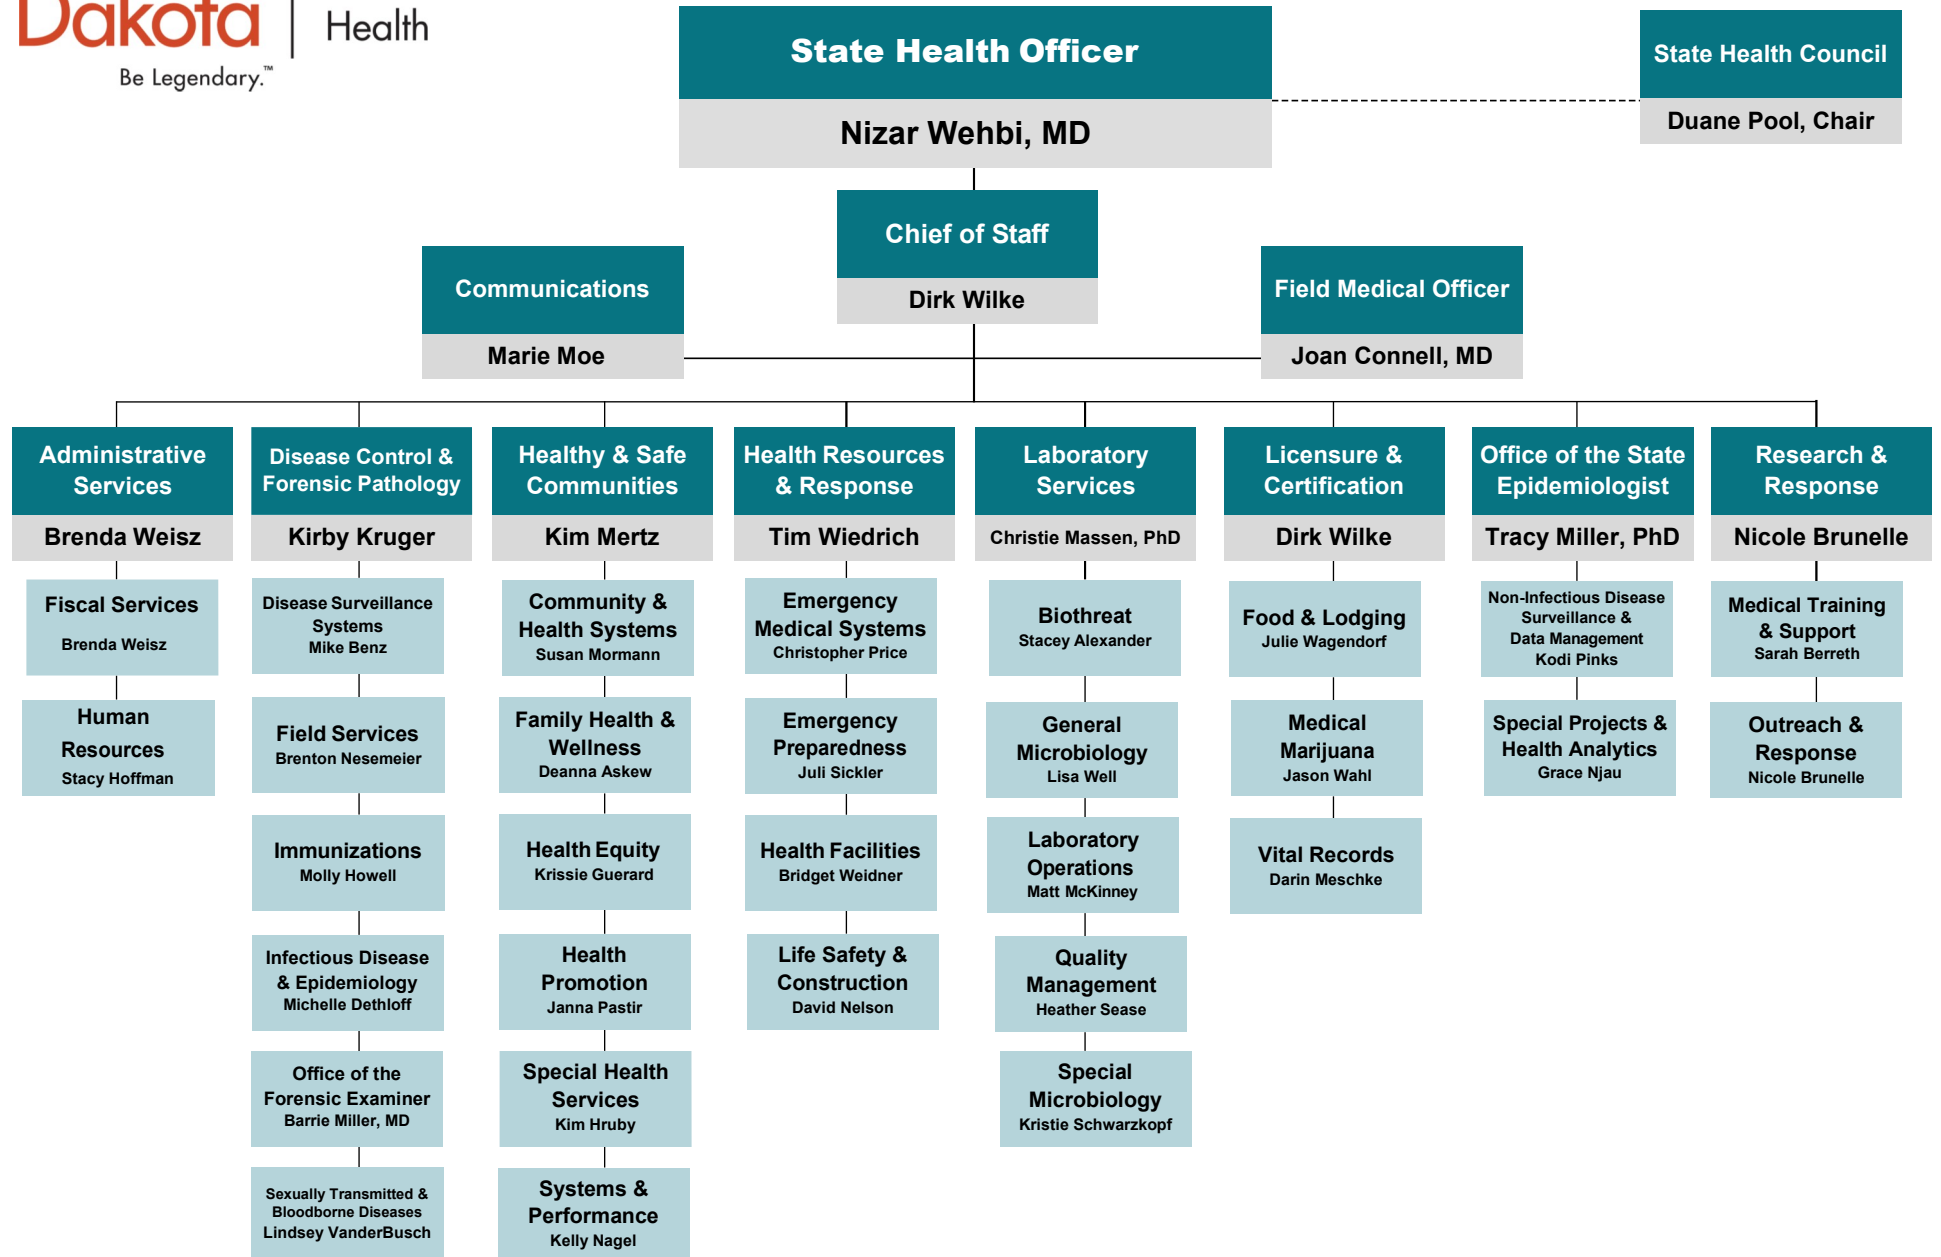 Dakota
Health
Be Legendary.™
State Health Officer
Nizar Wehbi, MD
State Health Council
Duane Pool, Chair
Chief of Staff
Dirk Wilke
Communications
Marie Moe
Field Medical Officer
Joan Connell, MD
Administrative
Services
Brenda Weisz
Fiscal Services
Brenda Weisz
Human
Resources
Stacy Hoffman
Disease Control &
Forensic Pathology
Kirby Kruger
Disease Surveillance
Systems
Mike Benz
Field Services
Brenton Nesemeier
Immunizations
Molly Howell
Infectious Disease
& Epidemiology
Michelle Dethloff
Office of the
Forensic Examiner
Barrie Miller, MD
Sexually Transmitted &
Bloodborne Diseases
Lindsey VanderBusch
Healthy & Safe
Communities
Kim Mertz
Community &
Health Systems
Susan Mormann
Family Health &
Wellness
Deanna Askew
Health Equity
Krissie Guerard
Health
Promotion
Janna Pastir
Special Health
Services
Kim Hruby
Systems &
Performance
Kelly Nagel
Health Resources
& Response
Tim Wiedrich
Emergency
Medical Systems
Christopher Price
Emergency
Preparedness
Juli Sickler
Health Facilities
Bridget Weidner
Life Safety &
Construction
David Nelson
Laboratory
Services
Christie Massen, PhD
Biothreat
Stacey Alexander
General
Microbiology
Lisa Well
Laboratory
Operations
Matt McKinney
Quality
Management
Heather Sease
Special
Microbiology
Kristie Schwarzkopf
Licensure &
Certification
Dirk Wilke
Food & Lodging
Julie Wagendorf
Medical
Marijuana
Jason Wahl
Vital Records
Darin Meschke
Office of the State
Epidemiologist
Tracy Miller, PhD
Non-Infectious Disease
Surveillance &
Data Management
Kodi Pinks
Special Projects &
Health Analytics
Grace Njau
Research &
Response
Nicole Brunelle
Medical Training
& Support
Sarah Berreth
Outreach &
Response
Nicole Brunelle